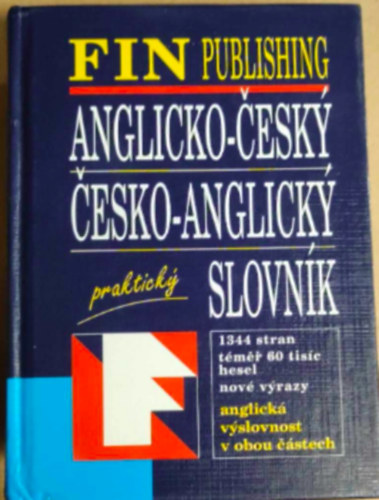 FIN PUBLISHING
ANGLICKO-ČESKÝ
ČESKO-ANGLICKÝ
praktický SLOVNÍK
1344 stran
téměř 60 tisíc
hesel
nové výrazy
anglická
výslovnost
v obou částech
F